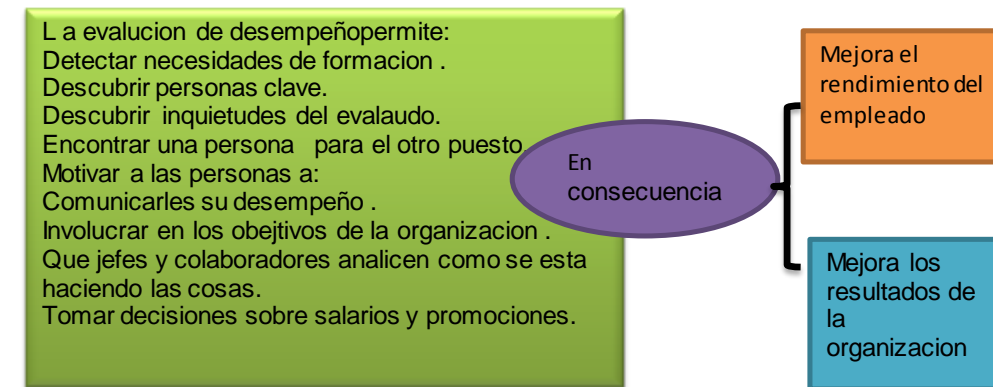 L a evalucion de desempeñopermite:
Detectar necesidades de formacion .
Descubrir personas clave.
Descubrir inquietudes del evalaudo.
Encontrar una persona para el otro puesto.
Motivar a las personas a:
Comunicarles su desempeño .
Involucrar en los obejtivos de la organizacion .
Que jefes y colaboradores analicen como se esta
haciendo las cosas.
Tomar decisiones sobre salarios y promociones.
En
consecuencia
Mejora el
rendimiento del
empleado
Mejora los
resultados de
la
organizacion